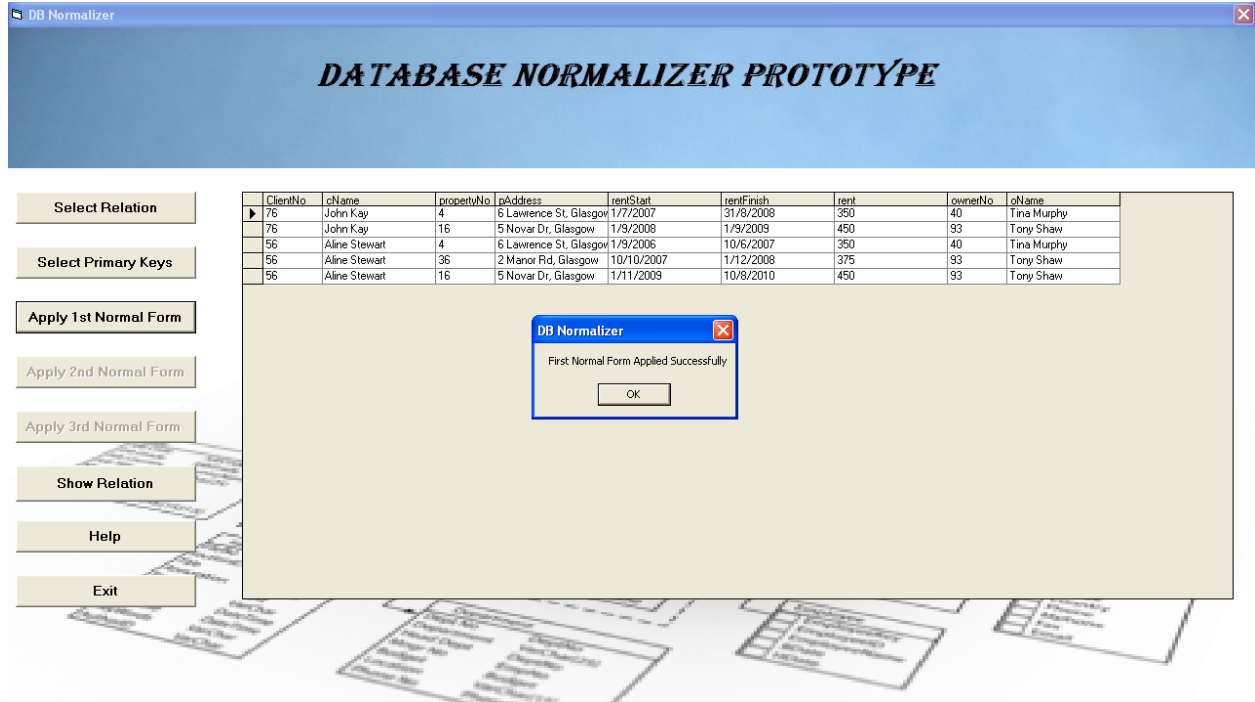 DB Normalizer
DATABASE NORMALIZER PROTOTYPE
Select Relation
Select Primary Keys
Apply 1st Normal Form
Apply 2nd Normal Form
Apply 3rd Normal Form
Show Relation
Help
Exit
ClientNo cName propertyNo pAddress rentStart rentFinish rent ownerNo oName
76 John Kay 4 6 Lawrence St, Glasgow 1/7/2007 31/8/2008 350 40 Tina Murphy
76 John Kay 16 5 Novar Dr, Glasgow 1/9/2008 1/9/2009 450 93 Tony Shaw
56 Aline Stewart 4 6 Lawrence St, Glasgow 1/9/2006 10/6/2007 350 40 Tina Murphy
56 Aline Stewart 36 2 Manor Rd, Glasgow 10/10/2007 1/12/2008 375 93 Tony Shaw
56 Aline Stewart 16 5 Novar Dr, Glasgow 1/11/2009 10/8/2010 450 93 Tony Shaw
DB Normalizer
First Normal Form Applied Successfully
OK